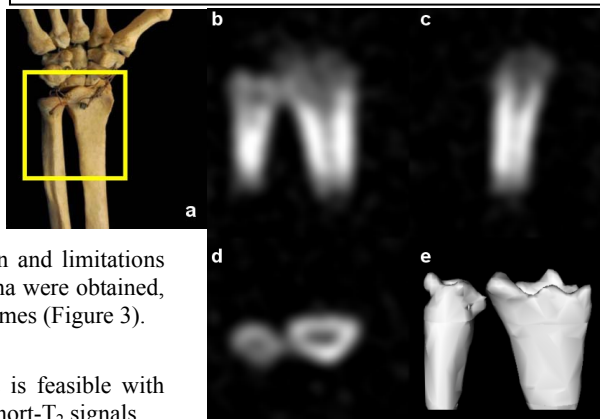 b
c
a
n and limitations
na were obtained,
mes (Figure 3).
d
e
is feasible with
hort-T₂ signals